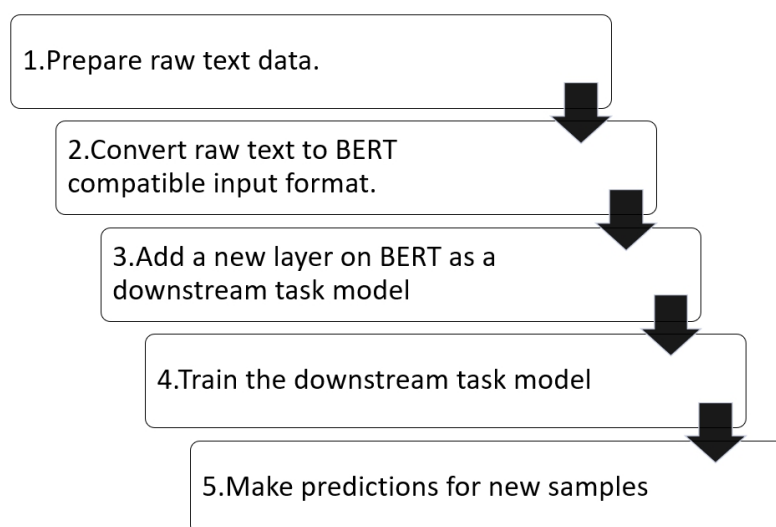 1.Prepare raw text data.
2.Convert raw text to BERT
compatible input format.
3.Add a new layer on BERT as a
downstream task model
4.Train the downstream task model
5.Make predictions for new samples